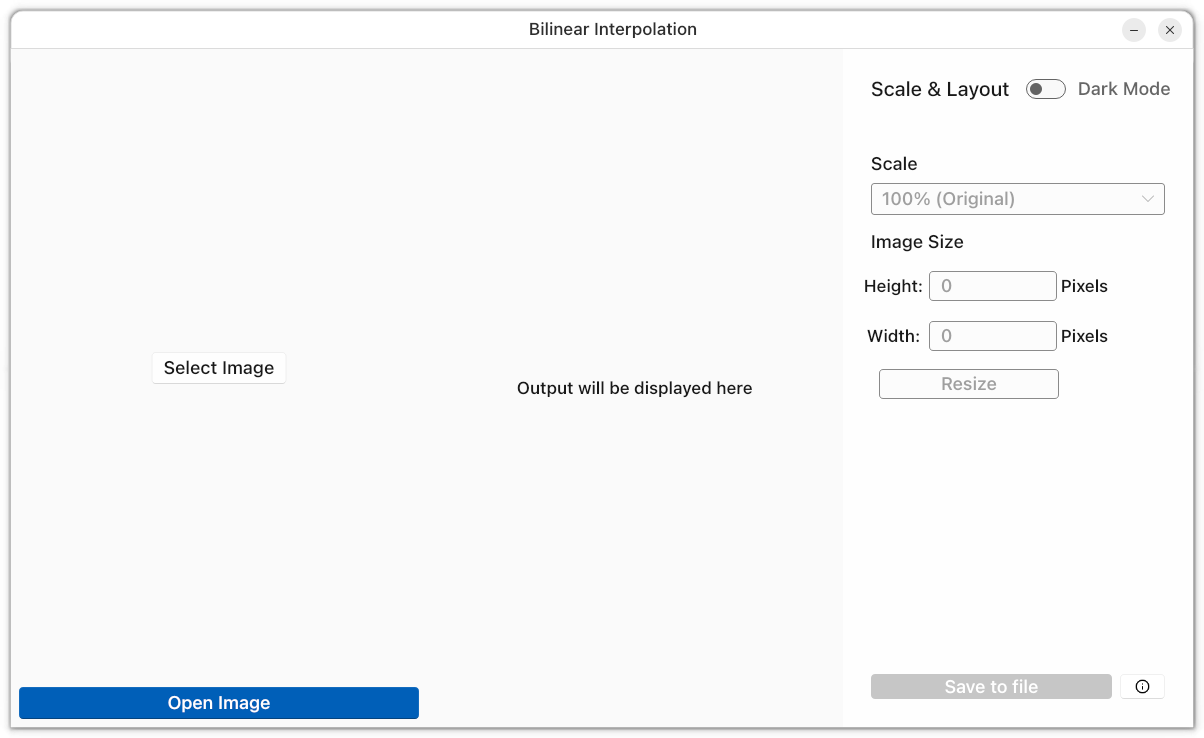 Bilinear Interpolation
Scale & Layout
Dark Mode
Scale
100% (Original)
Image Size
Height: 0 Pixels
Width: 0 Pixels
Resize
Select Image
Output will be displayed here
Open Image
Save to file